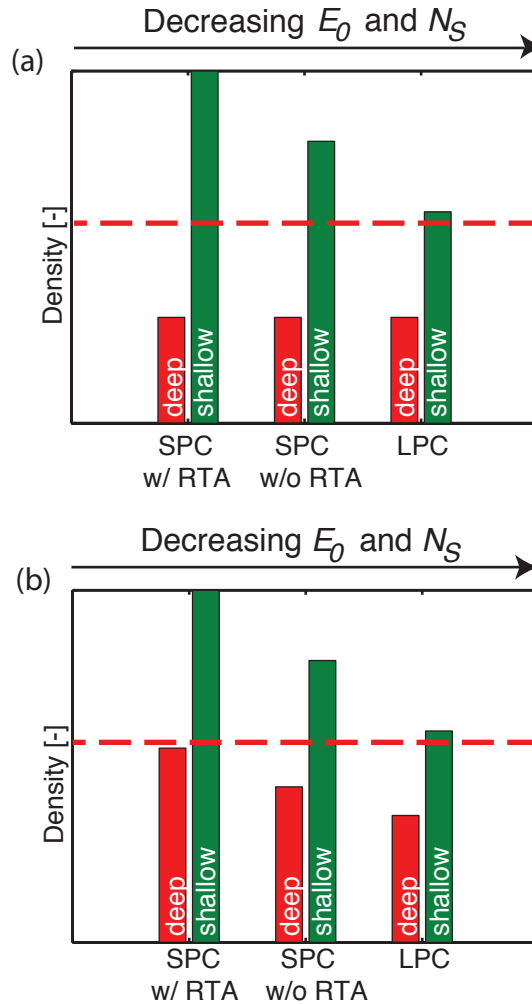 Decreasing E0 and NS
(a)
Density [-]
deep
shallow
deep
shallow
deep
shallow
SPC
w/ RTA
SPC
w/o RTA
LPC
Decreasing E0 and NS
(b)
Density [-]
deep
shallow
deep
shallow
deep
shallow
SPC
w/ RTA
SPC
w/o RTA
LPC